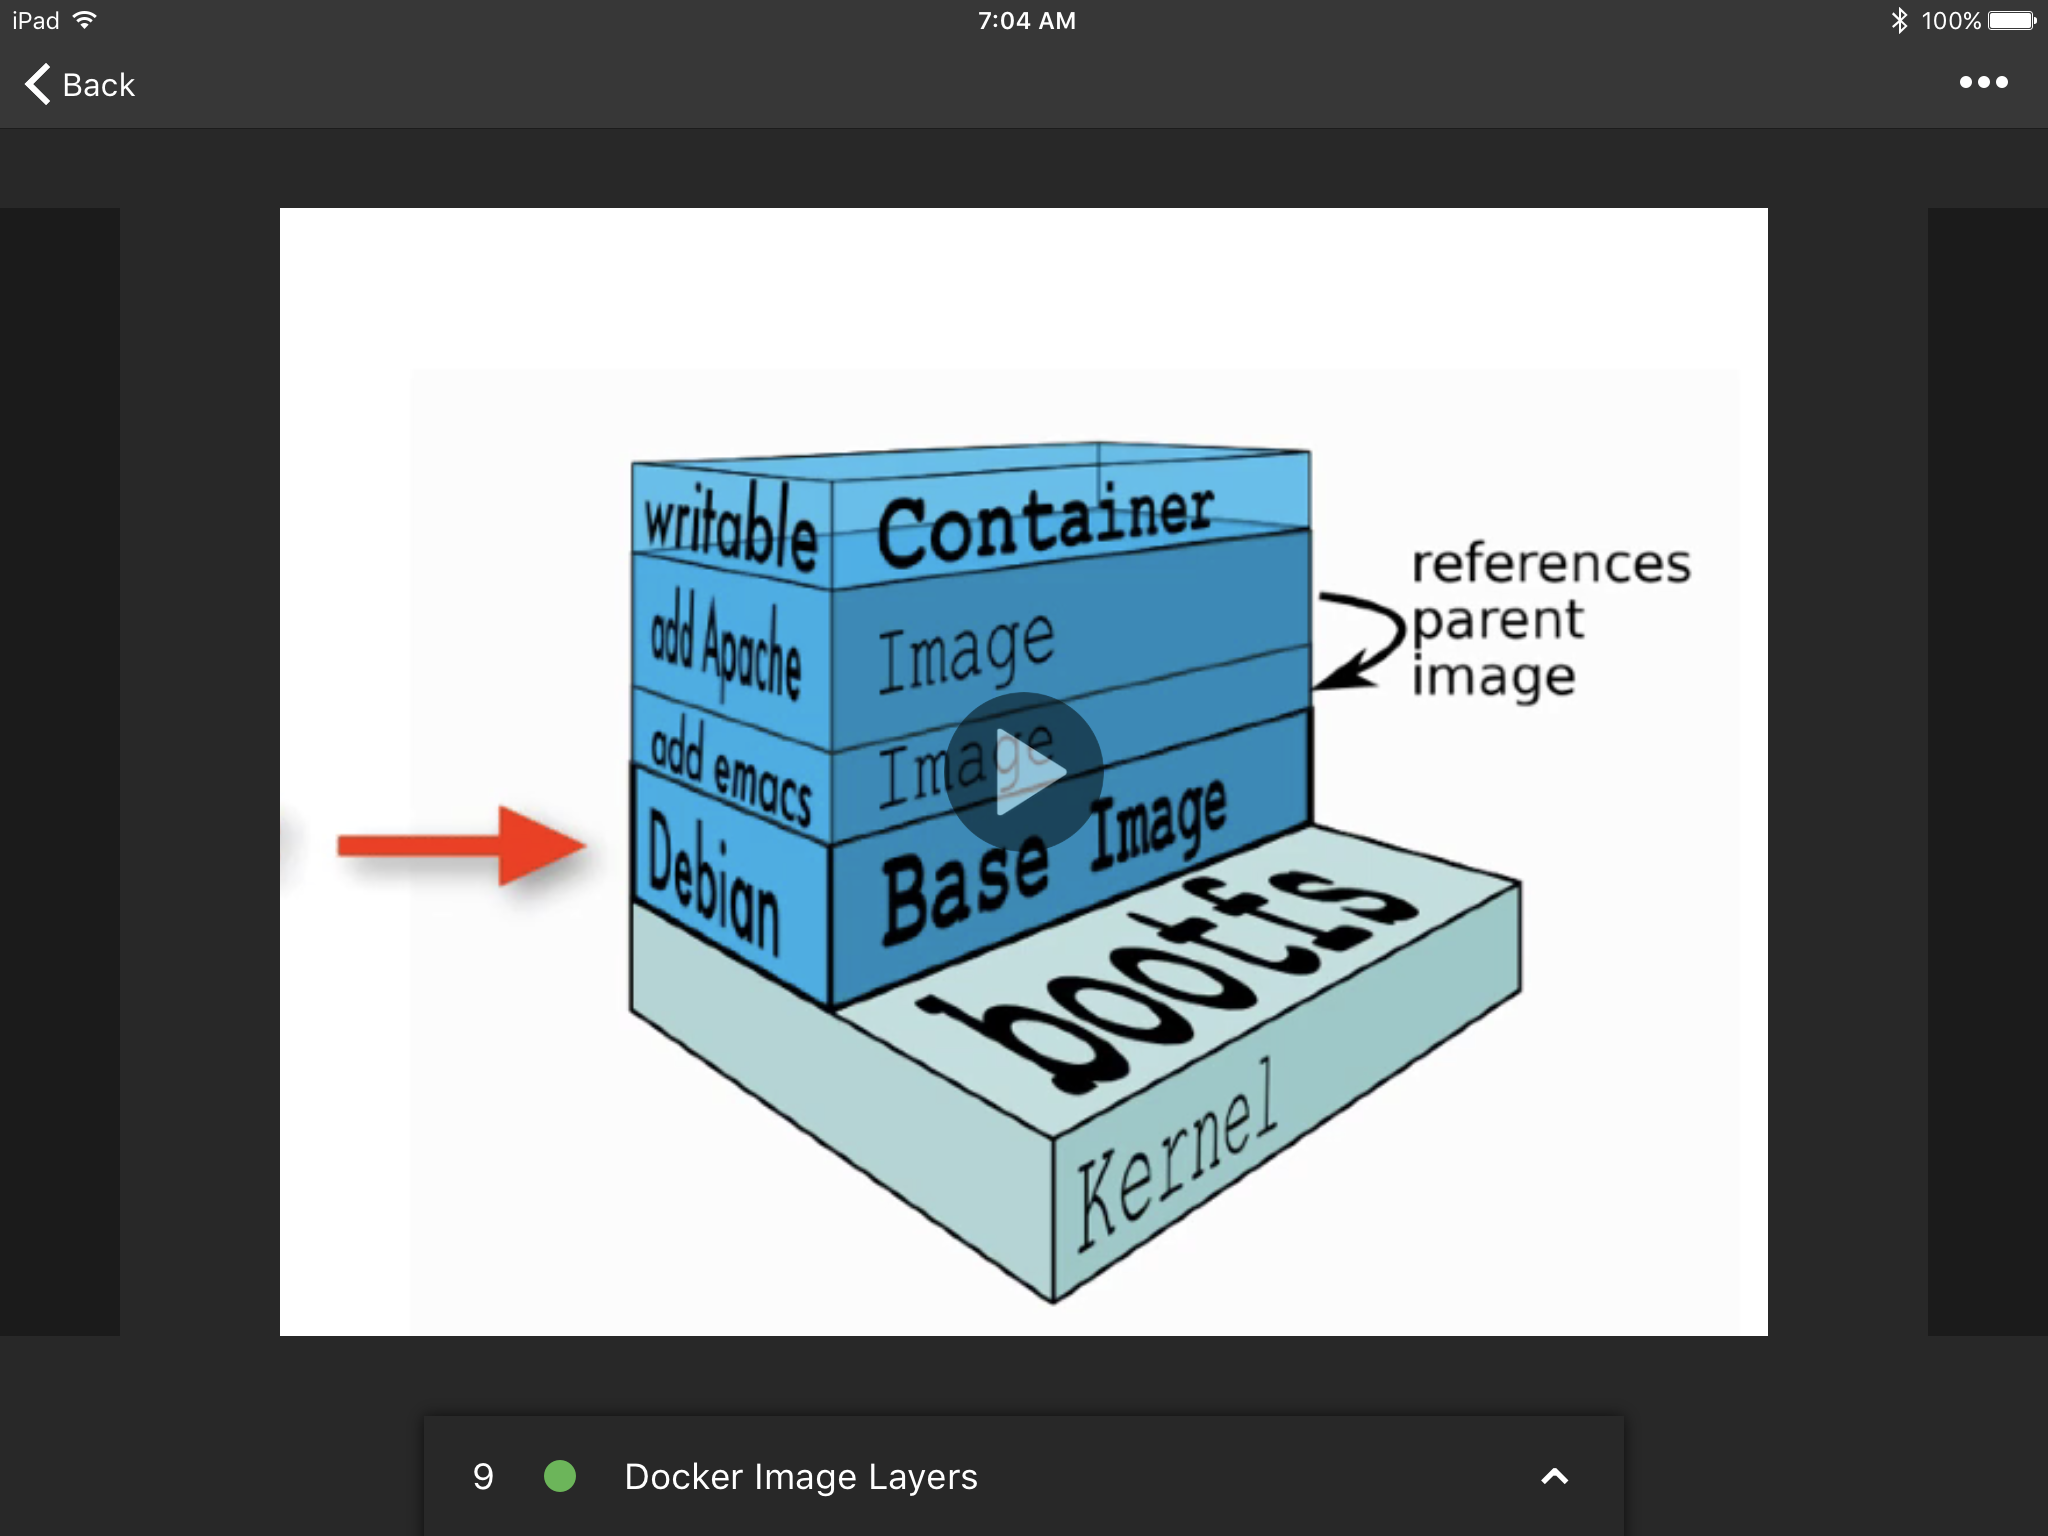 iPad
7:04 AM
100%
Back
writable
Container
add Apache
Image
add emacs
Image
Debian
Base Image
references
parent
image
bootfs
Kernel
9
Docker Image Layers